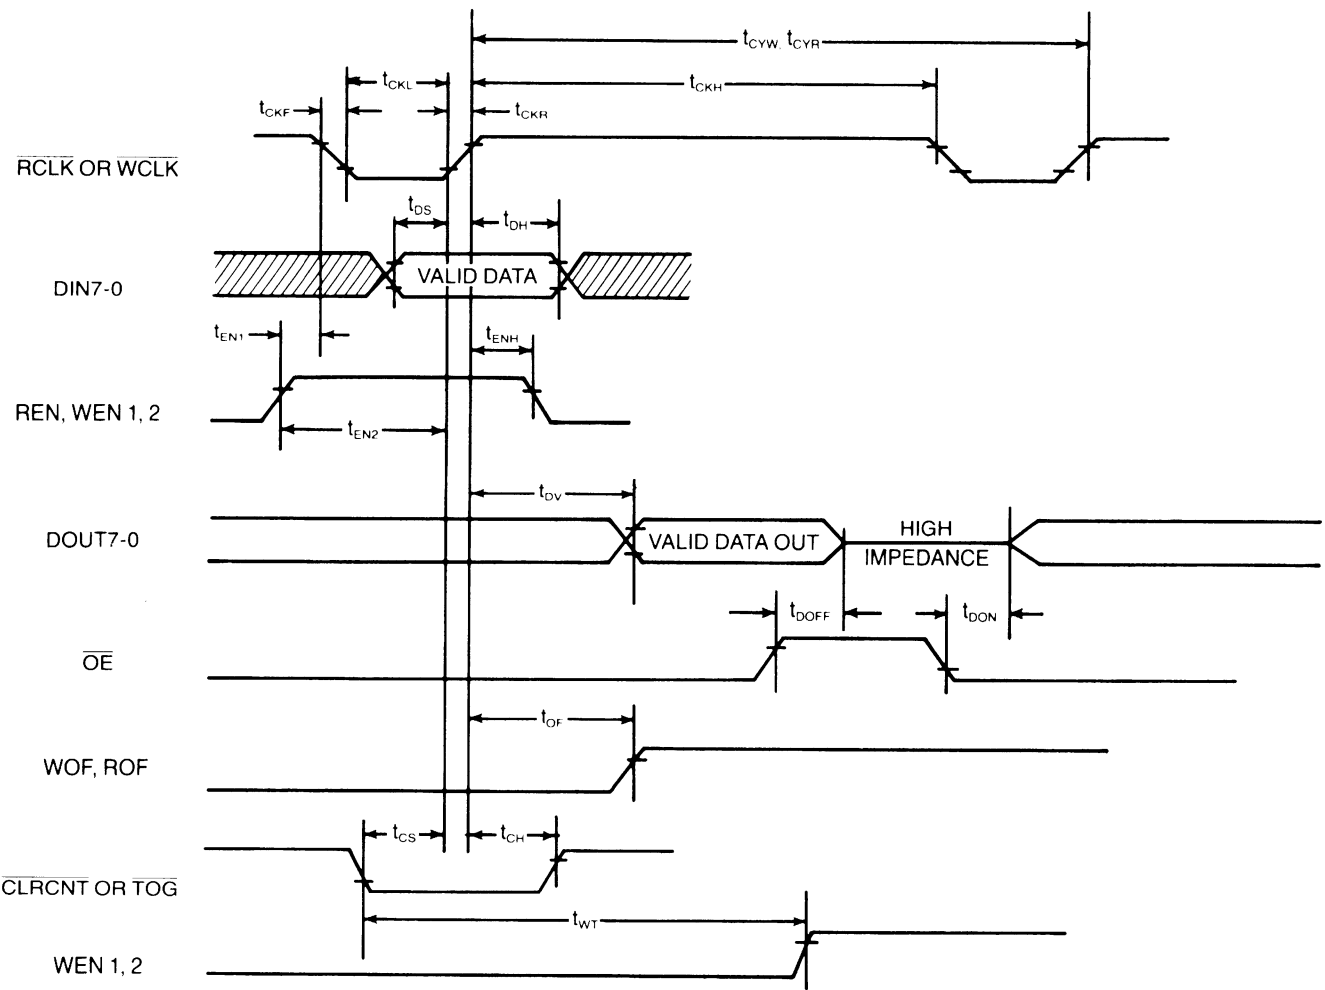 tCYW, tCYR
tCKL
tCKH
tCKF
tCKR
RCLK OR WCLK
tDS
tDH
VALID DATA
DIN7-0
tEN1
tENH
REN, WEN 1, 2
tEN2
tDV
DOUT7-0
VALID DATA OUT
HIGH
IMPEDANCE
tDOFF
tDON
OE
tOF
WOF, ROF
tCS
tCH
CLRCNT OR TOG
tWT
WEN 1, 2